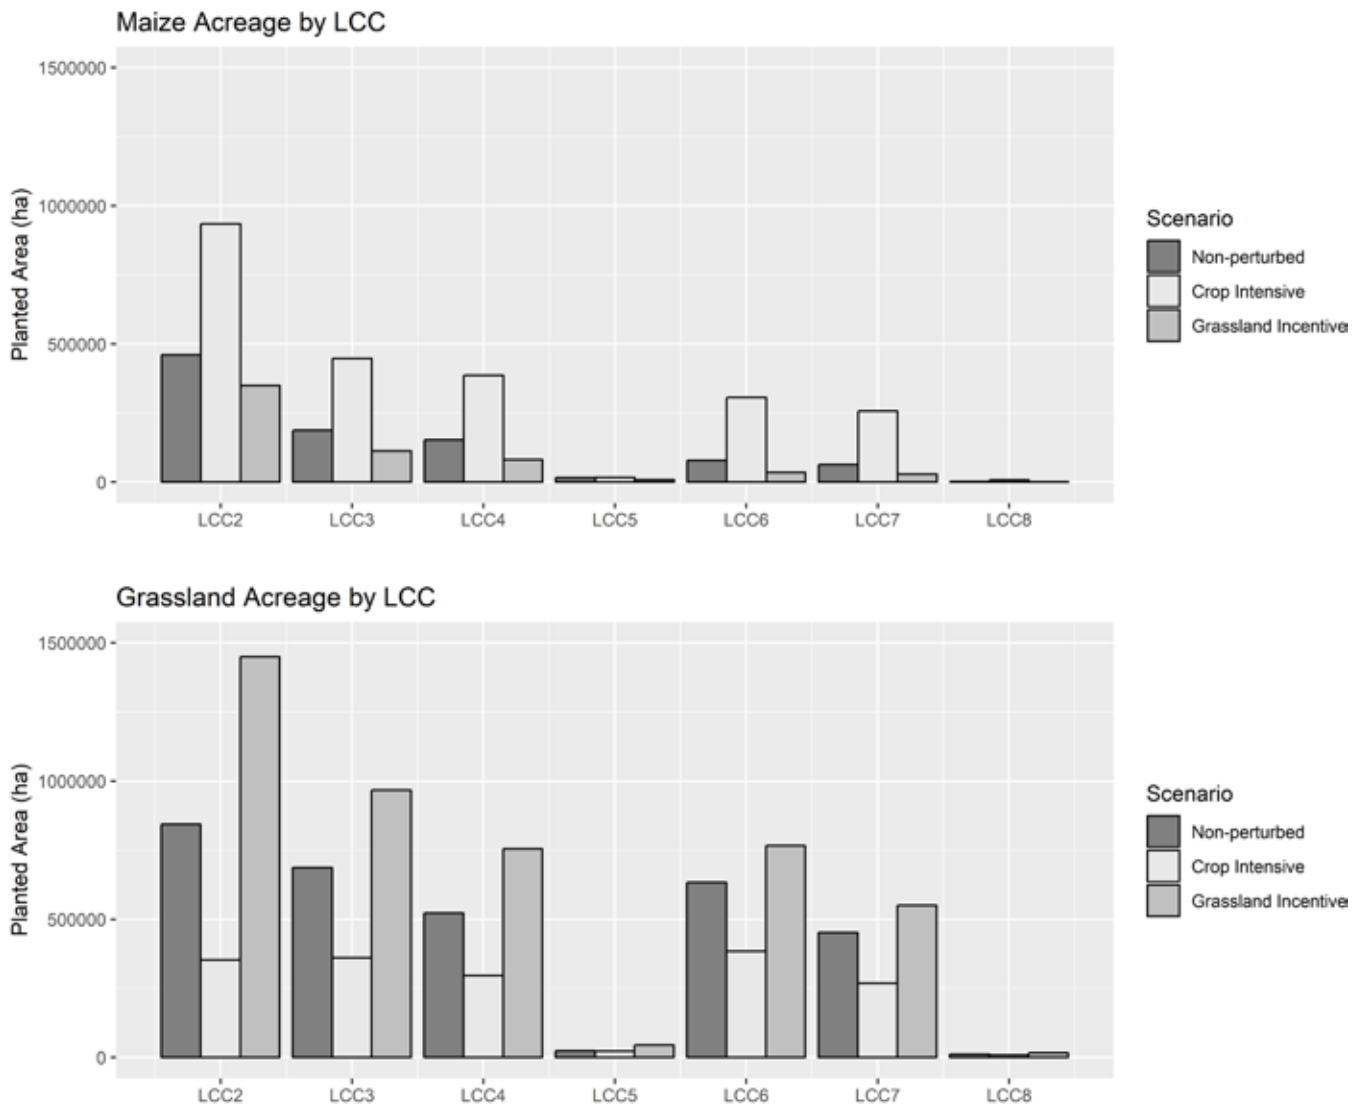 Maize Acreage by LCC
1500000
1000000
500000
0
Planted Area (ha)
LCC2 LCC3 LCC4 LCC5 LCC6 LCC7 LCC8
Scenario
Non-perturbed
Crop Intensive
Grassland Incentive
Grassland Acreage by LCC
1500000
1000000
500000
0
Planted Area (ha)
LCC2 LCC3 LCC4 LCC5 LCC6 LCC7 LCC8
Scenario
Non-perturbed
Crop Intensive
Grassland Incentive